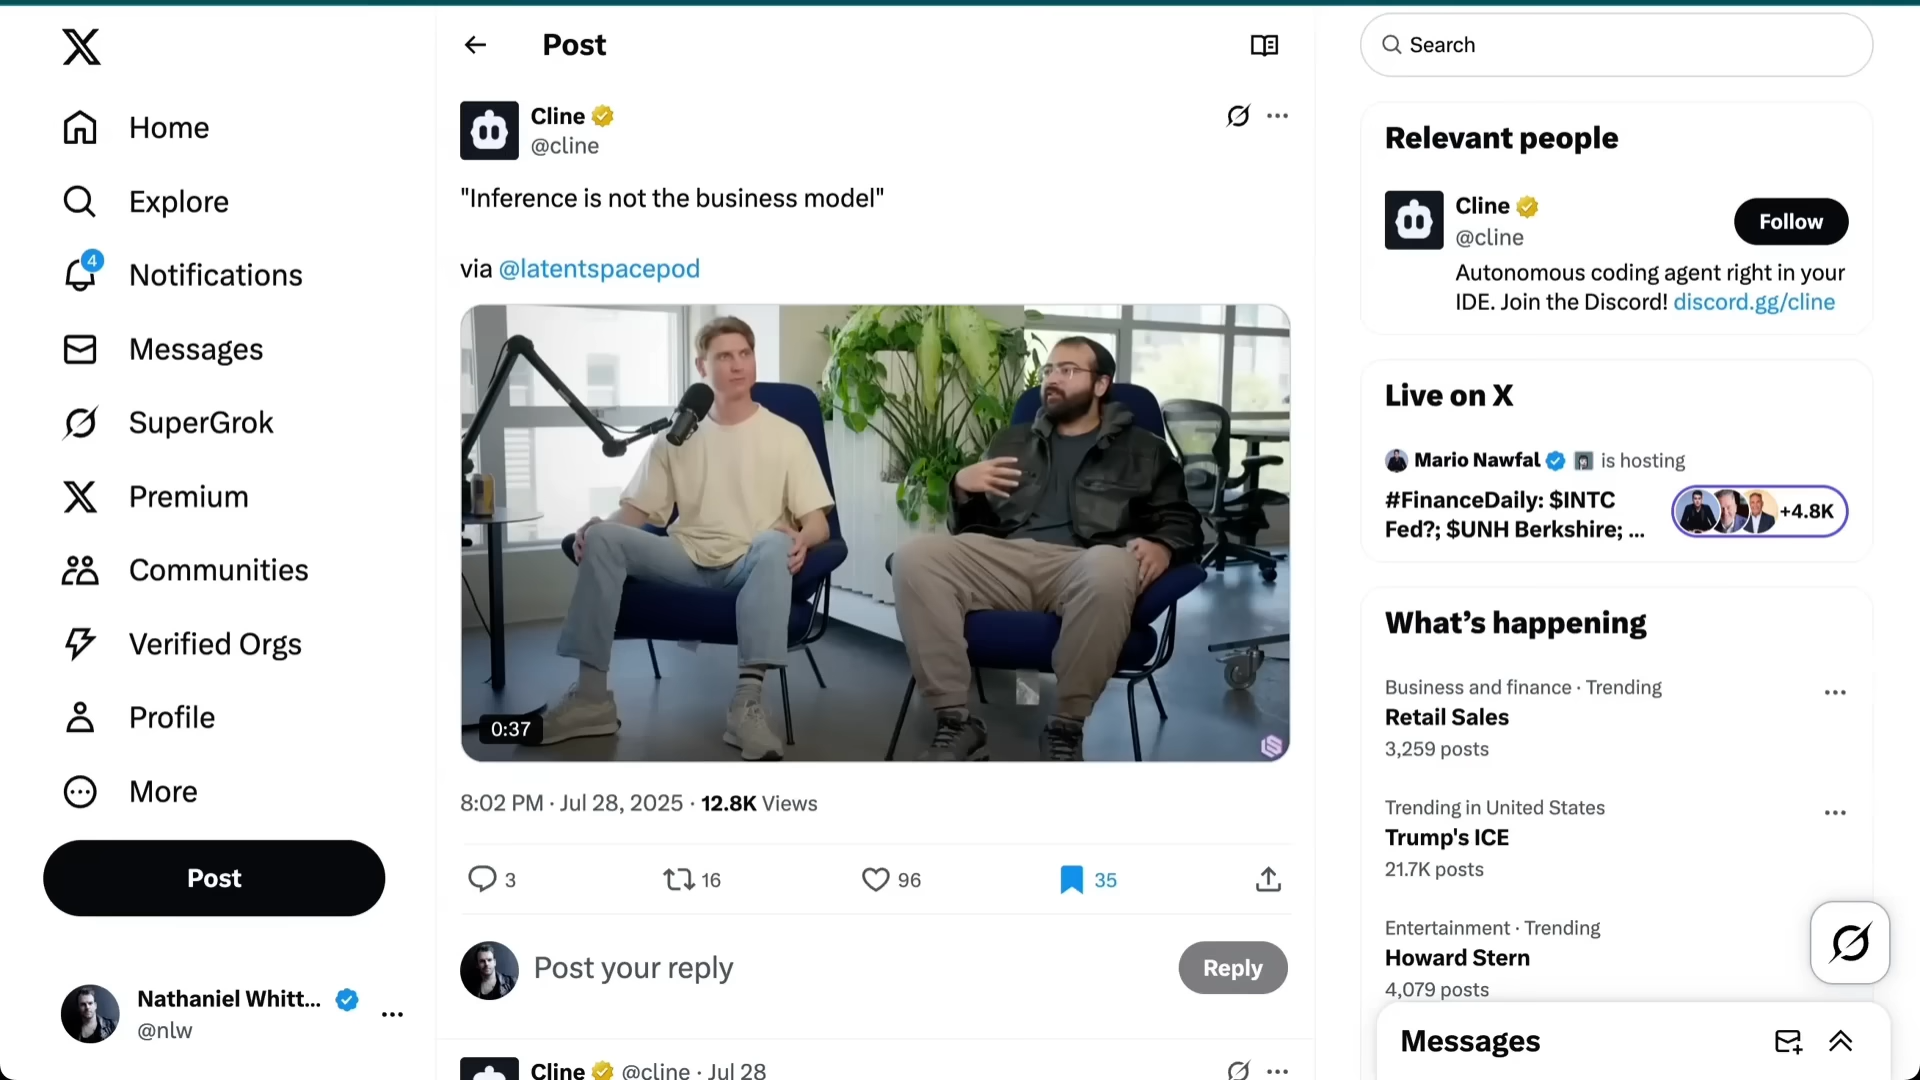 Home
Explore
4
Notifications
Messages
SuperGrok
Premium
Communities
Verified Orgs
Profile
More
Post
Nathaniel Whitt...
@nlw
Post
Cline
@cline
"Inference is not the business model"
via @latentspacepod
0:37
8:02 PM · Jul 28, 2025 · 12.8K Views
3
16
96
35
Post your reply
Reply
Cline @cline · Jul 28
Search
Relevant people
Cline
@cline
Follow
Autonomous coding agent right in your
IDE. Join the Discord! discord.gg/cline
Live on X
Mario Nawfal is hosting
#FinanceDaily: $INTC
Fed?; $UNH Berkshire; ...
+4.8K
What’s happening
Business and finance · Trending
Retail Sales
3,259 posts
Trending in United States
Trump's ICE
21.7K posts
Entertainment · Trending
Howard Stern
4,079 posts
Messages